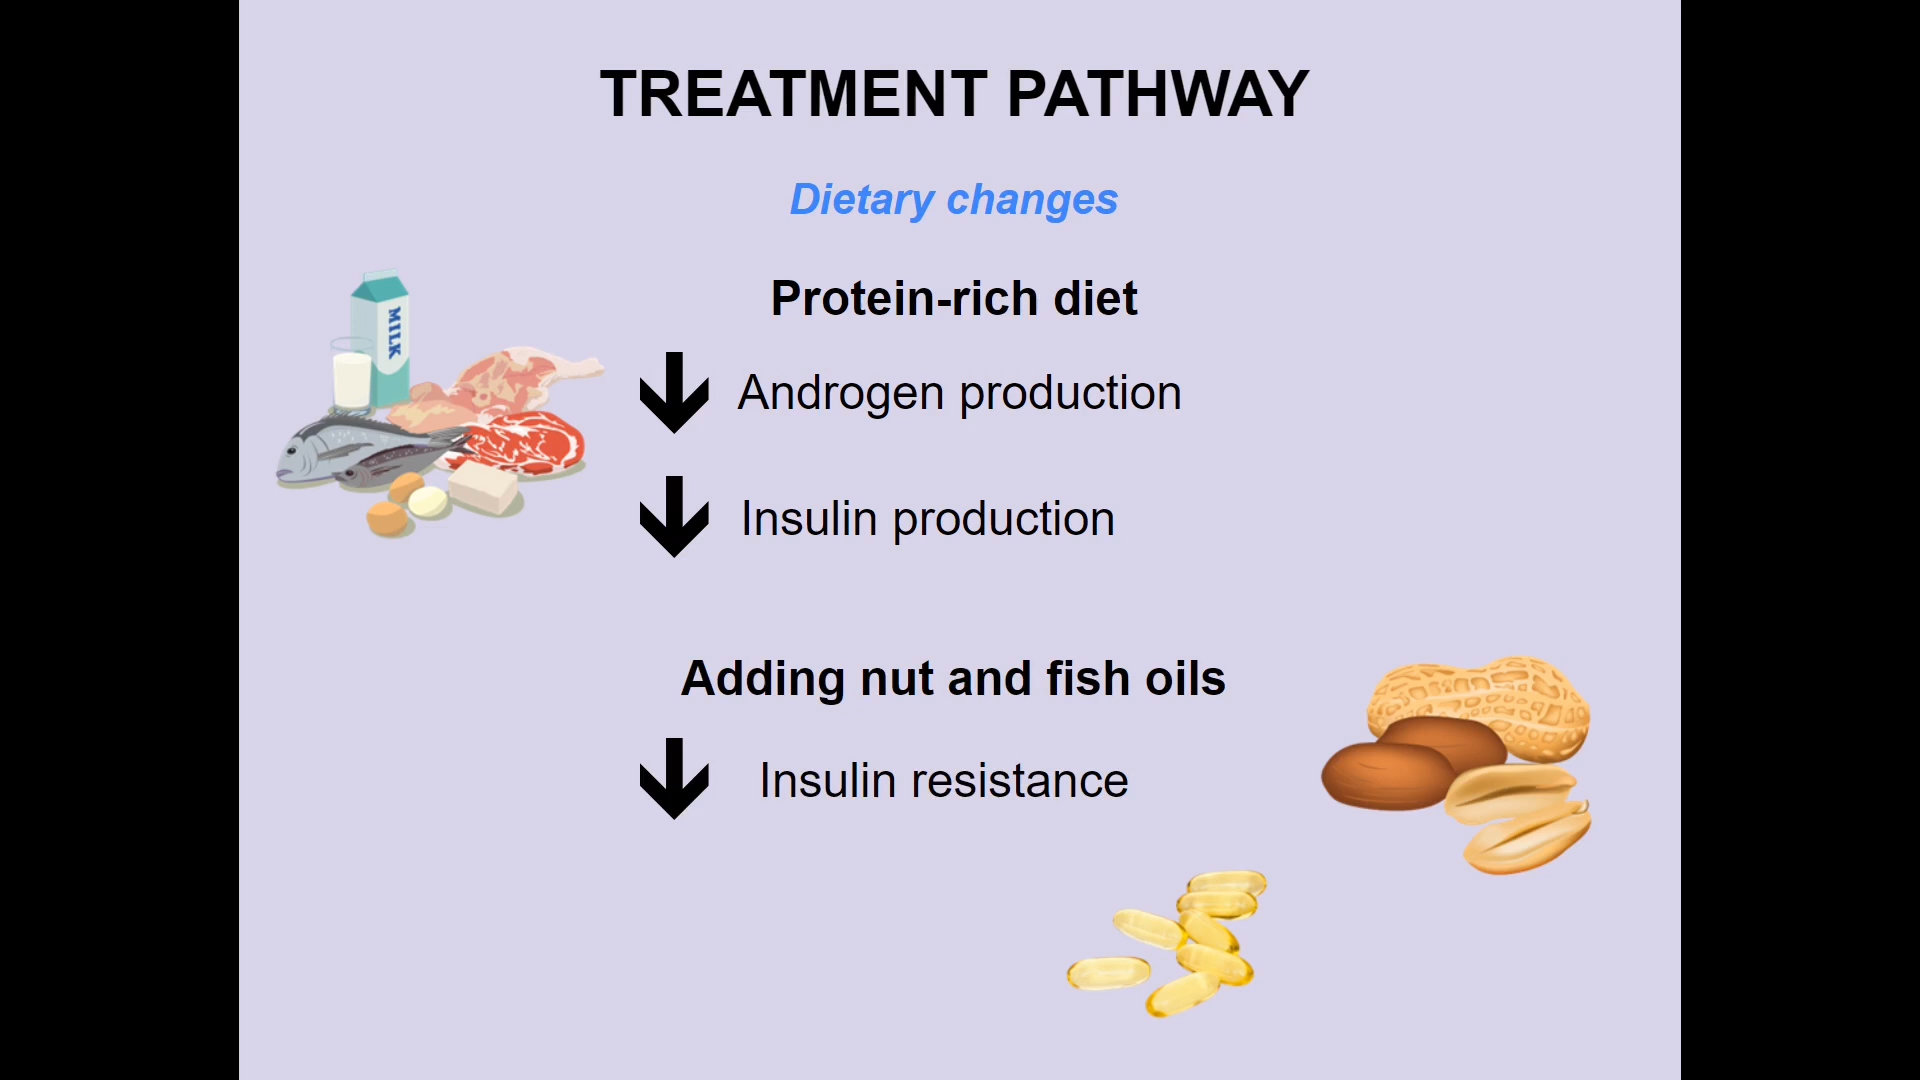 TREATMENT PATHWAY
Dietary changes
Protein-rich diet
MILK
Androgen production
Insulin production
Adding nut and fish oils
Insulin resistance